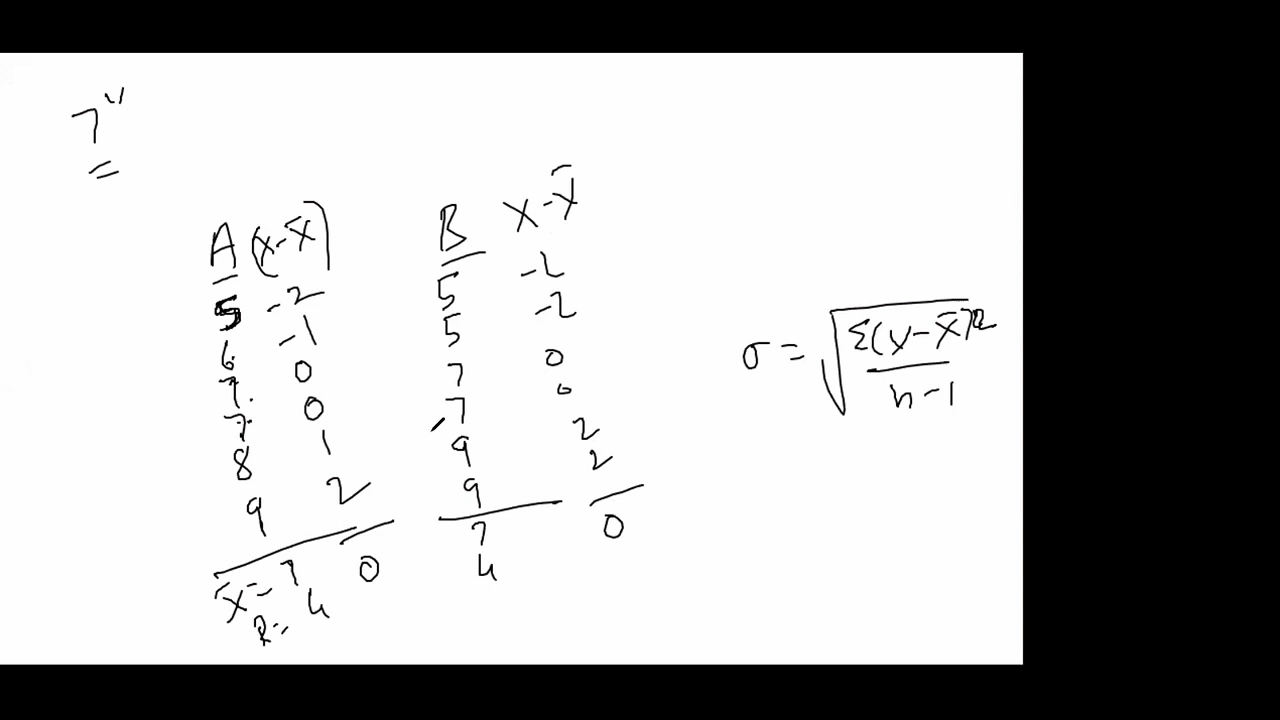 7"
=
A (x-x̄) B x-x̄
5 -2 5 -2
6 -1 5 -2
7 0 7 0
7 0 7 0
8 1 9 2
9 2 9 2
x̄ = 7 0 7 0
R = 4 4
σ = √(Σ(x-x̄)²/(n-1))